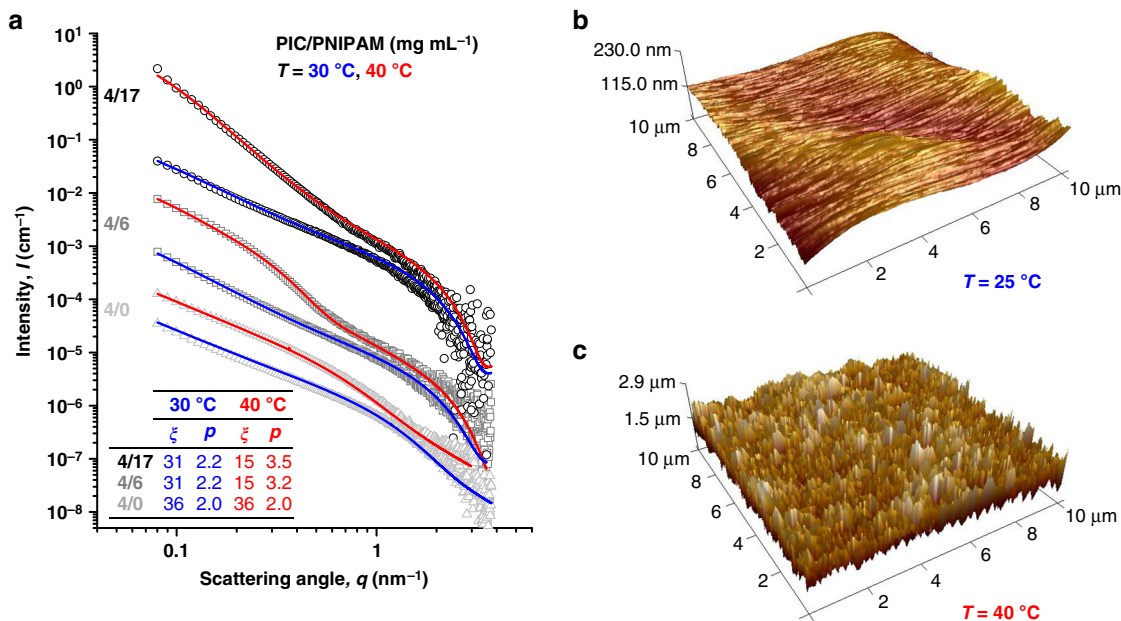 a
PIC/PNIPAM (mg mL⁻¹)
T = 30 °C, 40 °C
10¹
10⁰
10⁻¹
10⁻²
10⁻³
10⁻⁴
10⁻⁵
10⁻⁶
10⁻⁷
10⁻⁸
Intensity, I (cm⁻¹)
4/17
4/6
4/0
30 °C 40 °C
ξ p ξ p
4/17 31 2.2 15 3.5
4/6 31 2.2 15 3.2
4/0 36 2.0 36 2.0
0.1 1
Scattering angle, q (nm⁻¹)
b
230.0 nm
115.0 nm
10 μm
8
6
4
2
2
4
6
8
10 μm
T = 25 °C
c
2.9 μm
1.5 μm
10 μm
8
6
4
2
2
4
6
8
10 μm
T = 40 °C